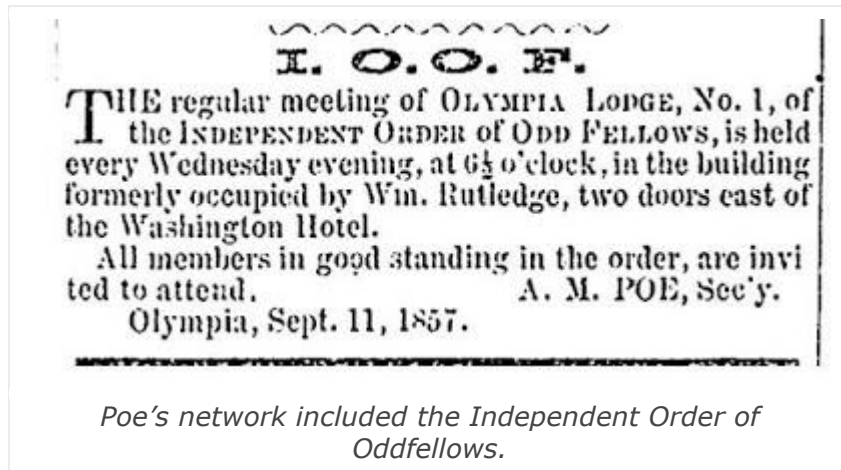 I. O. O. F.
THE regular meeting of OLYMPIA LODGE, No. 1, of
the INDEPENDENT ORDER of ODD FELLOWS, is held
every Wednesday evening, at 6½ o'clock, in the building
formerly occupied by Wm. Rutledge, two doors east of
the Washington Hotel.
All members in good standing in the order, are invi
ted to attend. A. M. POE, Sec'y.
Olympia, Sept. 11, 1857.
Poe’s network included the Independent Order of
Oddfellows.